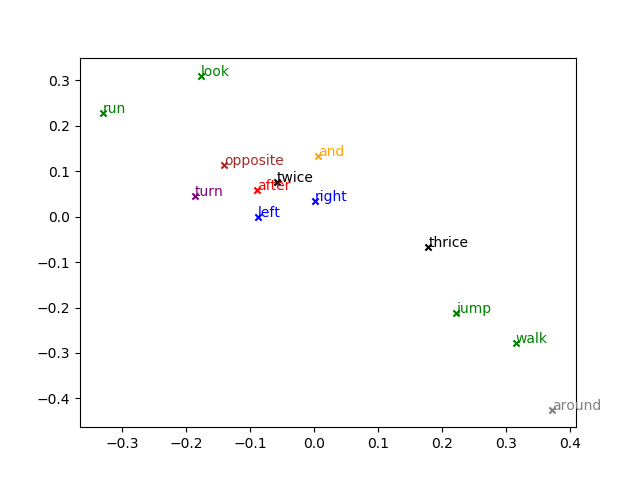 look
run
and
opposite
twice
after
turn
right
left
thrice
jump
walk
around
0.3
0.2
0.1
0.0
−0.1
−0.2
−0.3
−0.4
−0.3 −0.2 −0.1 0.0 0.1 0.2 0.3 0.4